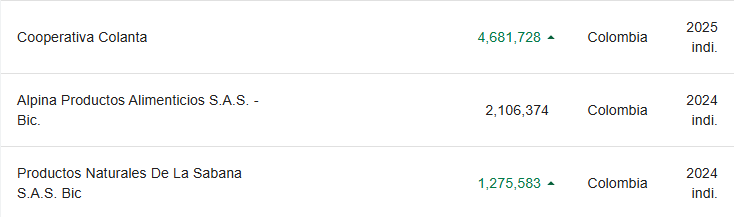 Cooperativa Colanta 4,681,728 Colombia 2025 indi.
Alpina Productos Alimenticios S.A.S. - Bic. 2,106,374 Colombia 2024 indi.
Productos Naturales De La Sabana S.A.S. Bic 1,275,583 Colombia 2024 indi.